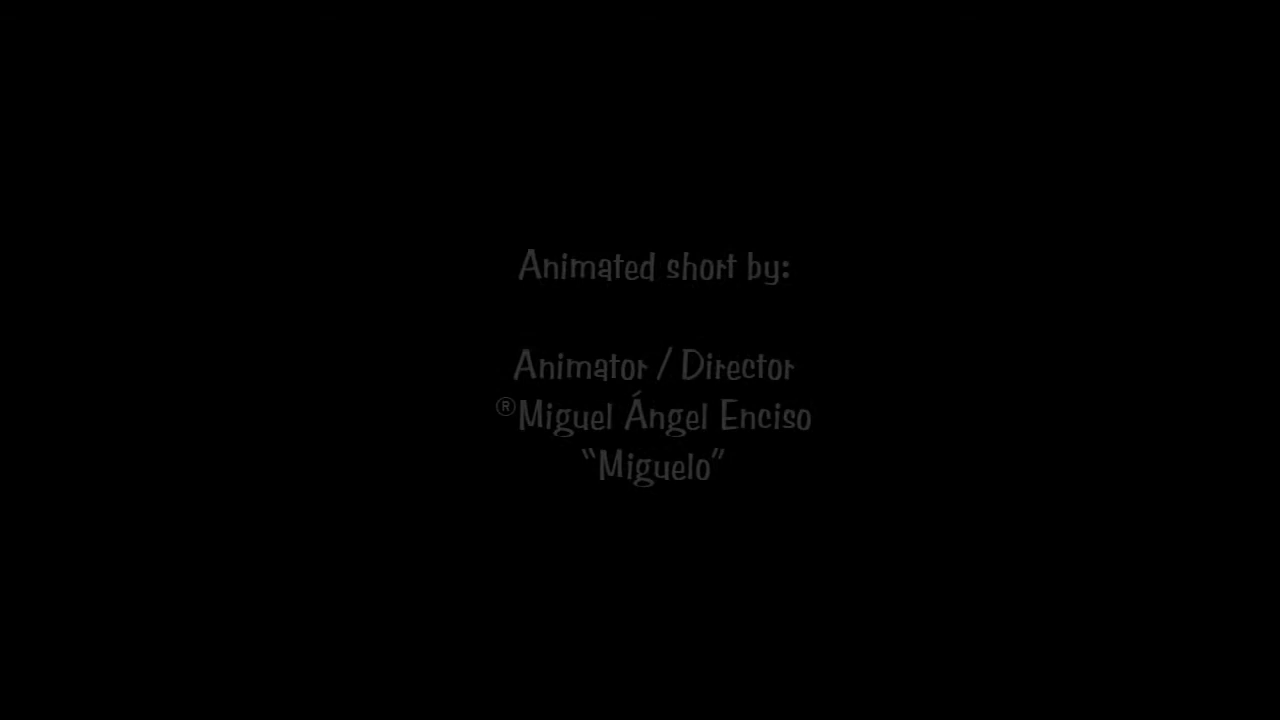 Animated short by:
Animator / Director
®Miguel Ángel Enciso
“Miguelo”